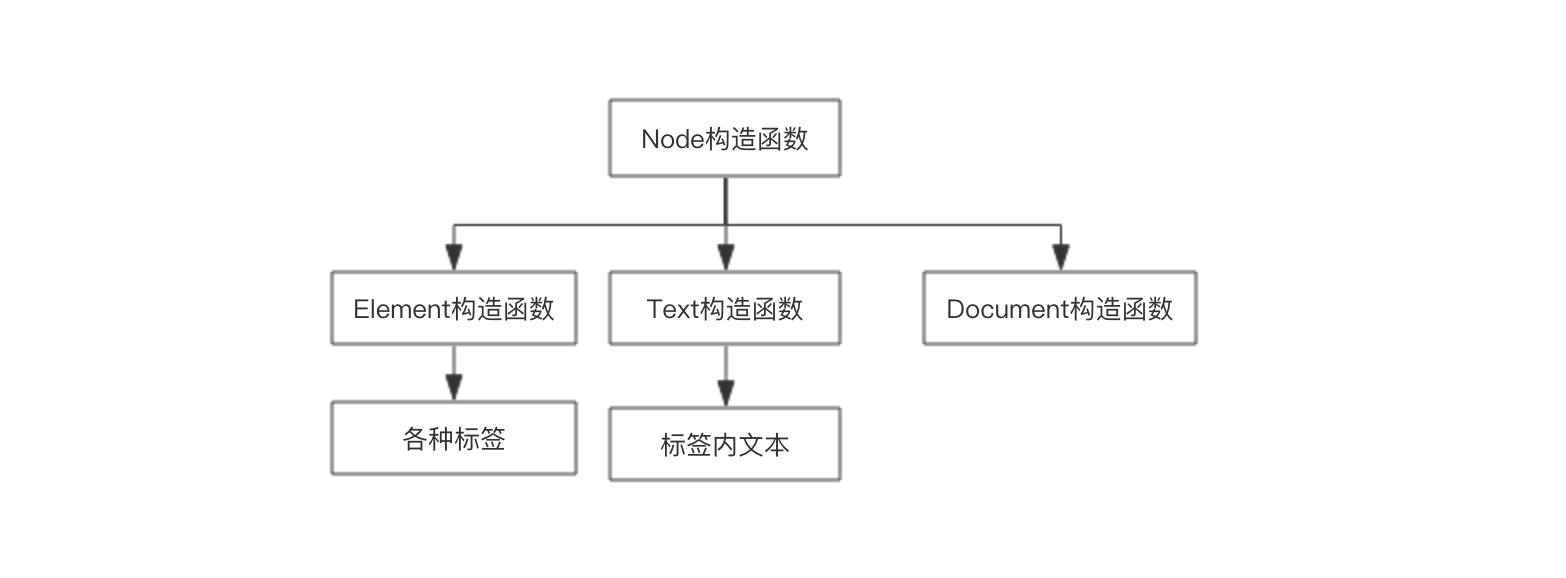 Node构造函数
Element构造函数
Text构造函数
Document构造函数
各种标签
标签内文本